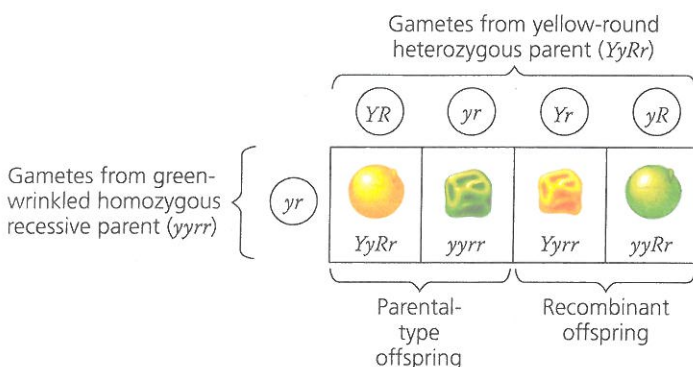 Gametes from yellow-round
heterozygous parent (YyRr)
YR yr Yr yR
Gametes from green-
wrinkled homozygous
recessive parent (yyrr)
yr
YyRr yyrr Yyrr yyRr
Parental-
type
offspring
Recombinant
offspring